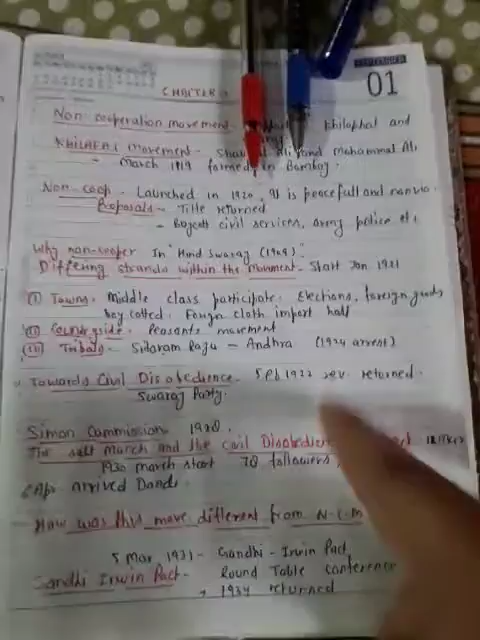 SEPTEMBER
01
CHAPTER
Non cooperation movement - Khilaphat and
KHILAFAT movement - Ali and Mohammad Ali
- March 1919 formed in Bombay.
Non-coop - Launched in 1920, It is peacefull and
Proposals - Title returned
- Boycott civil services, army police etc
Why non-cooper In "Hind Swaraj (1909)".
Differing strands within the movement - Start Jan 1921
(i) Towns. Middle class participate. Elections, foreign goods
boycotted. Foreign cloth import half
(ii) Countryside. Peasants movement
(iii) Tribals - Sitaram Raju - Andhra (1924 arrest)
Towards Civil Disobedience - Feb 1922 returned.
Swaraj Party.
Simon Commission 1928.
The salt March and the civil Disobedien
1930 march start 78 followers,
6 Apr arrived Dandi.
How was this move different from N-C-M
5 Mar 1931 - Gandhi - Irwin Pact
Gandhi Irwin Pact - Round Table conference
1934 returned